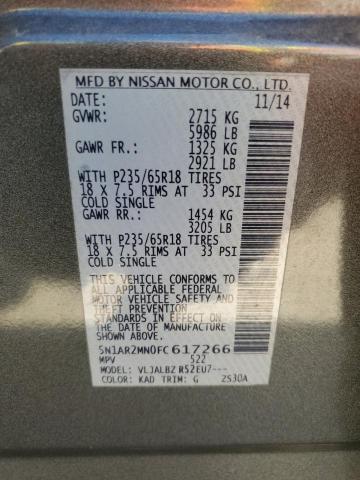 MFD BY NISSAN MOTOR CO., LTD.
DATE: 11/14
GVWR: 2715 KG
5986 LB
GAWR FR.: 1325 KG
2921 LB
WITH P235/65R18 TIRES
18 X 7.5 RIMS AT 33 PSI
COLD SINGLE
GAWR RR.: 1454 KG
3205 LB
WITH P235/65R18 TIRES
18 X 7.5 RIMS AT 33 PSI
COLD SINGLE
THIS VEHICLE CONFORMS TO
ALL APPLICABLE FEDERAL
MOTOR VEHICLE SAFETY
AND THEFT PREVENTION
STANDARDS IN EFFECT ON
THE DATE OF MANUFACTURE
SHOWN ABOVE.
5N1AR2MN0FC 617266
MPV 522
MODEL: VLJALBZ R52EU7---
COLOR: KAD TRIM: G ZS30A